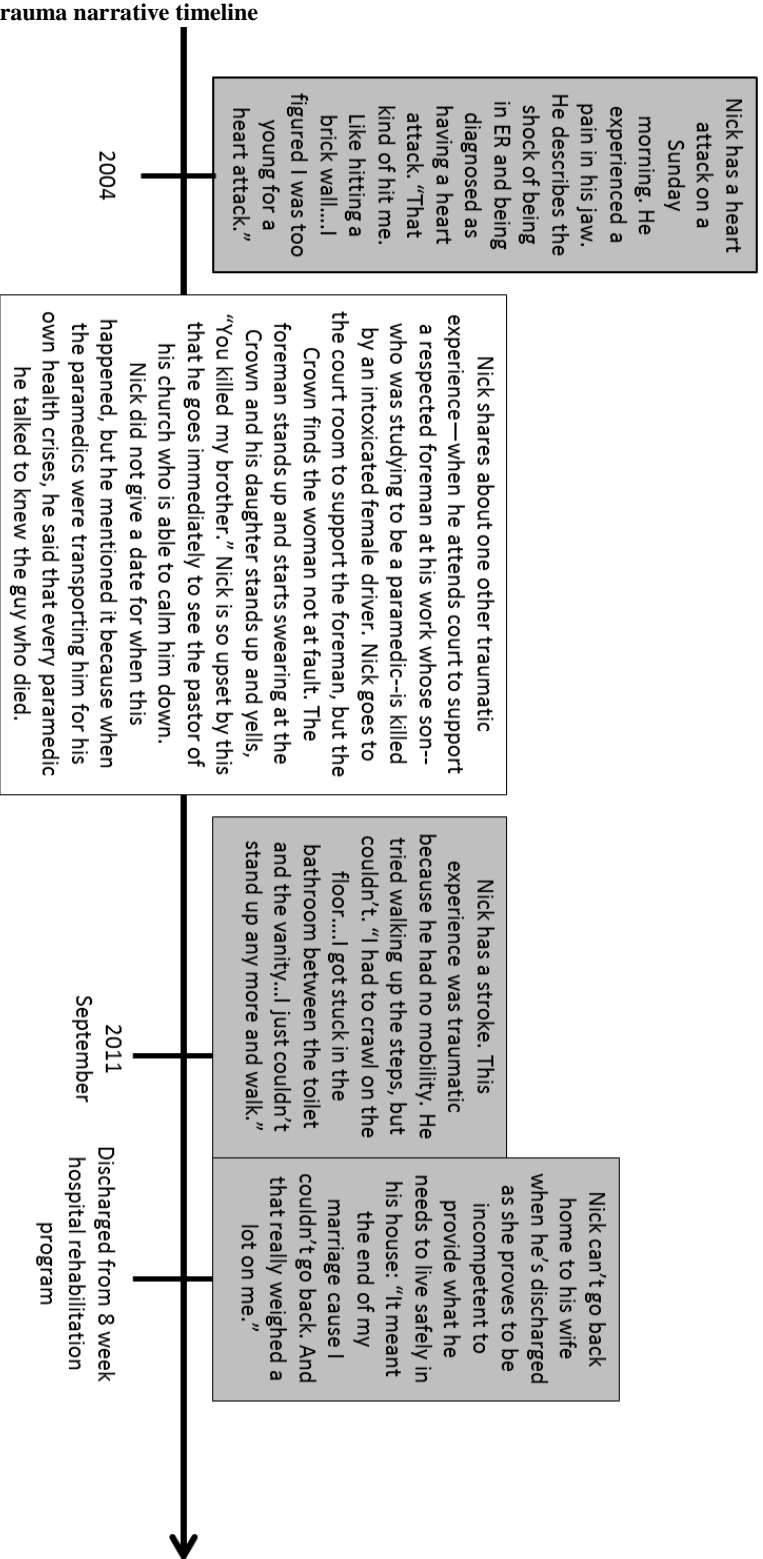 rauma narrative timeline
Nick has a heart
attack on a
Sunday
morning. He
experienced a
pain in his jaw.
He describes the
shock of being
in ER and being
diagnosed as
having a heart
attack. “That
kind of hit me.
Like hitting a
brick wall....I
figured I was too
young for a
heart attack.”
2004
Nick shares about one other traumatic
experience—when he attends court to support
a respected foreman at his work whose son--
who was studying to be a paramedic--is killed
by an intoxicated female driver. Nick goes to
the court room to support the foreman, but the
Crown finds the woman not at fault. The
foreman stands up and starts swearing at the
Crown and his daughter stands up and yells,
“You killed my brother.” Nick is so upset by this
that he goes immediately to see the pastor of
his church who is able to calm him down.
Nick did not give a date for when this
happened, but he mentioned it because when
the paramedics were transporting him for his
own health crises, he said that every paramedic
he talked to knew the guy who died.
Nick has a stroke. This
experience was traumatic
because he had no mobility. He
tried walking up the steps, but
couldn’t. “I had to crawl on the
floor....I got stuck in the
bathroom between the toilet
and the vanity...I just couldn’t
stand up any more and walk.”
2011
September
Nick can’t go back
home to his wife
when he’s discharged
as she proves to be
incompetent to
provide what he
needs to live safely in
his house: “It meant
the end of my
marriage cause I
couldn’t go back. And
that really weighed a
lot on me.”
Discharged from 8 week
hospital rehabilitation
program